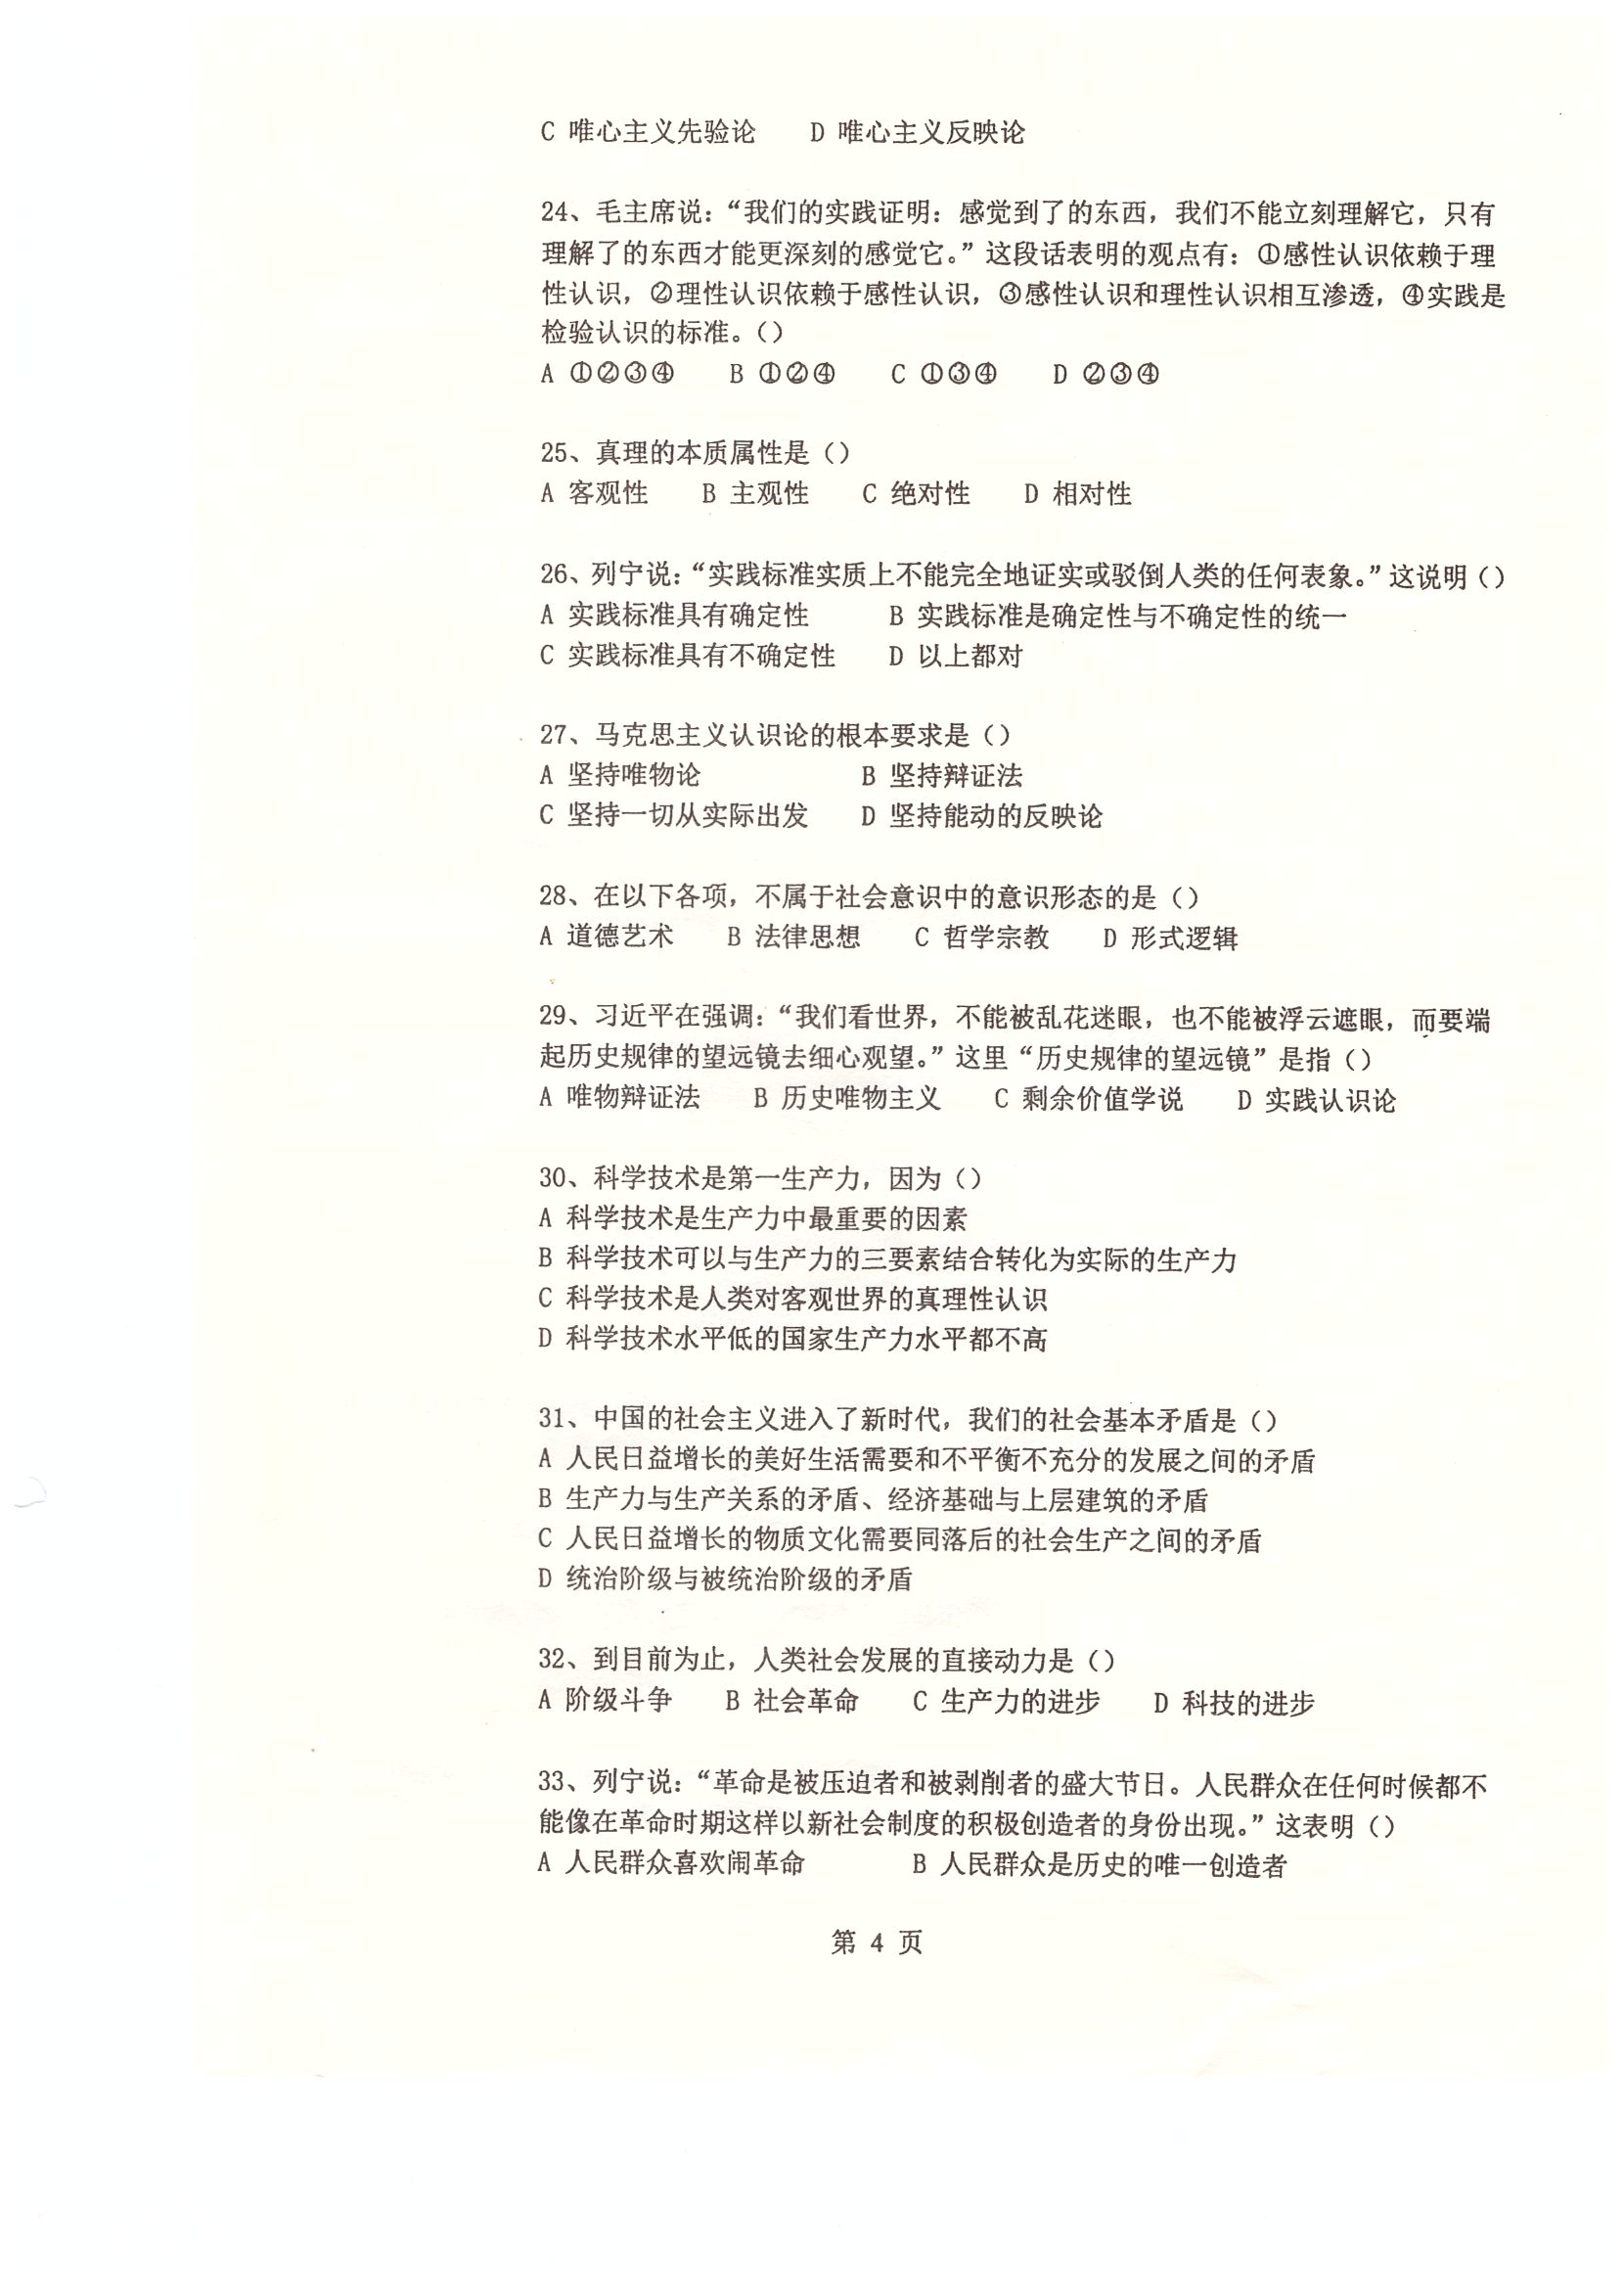 C 唯心主义先验论 D 唯心主义反映论
24、毛主席说：“我们的实践证明：感觉到了的东西，我们不能立刻理解它，只有
理解了的东西才能更深刻的感觉它。”这段话表明的观点有：①感性认识依赖于理
性认识，②理性认识依赖于感性认识，③感性认识和理性认识相互渗透，④实践是
检验认识的标准。（）
A ①②③④ B ①②④ C ①③④ D ②③④
25、真理的本质属性是（）
A 客观性 B 主观性 C 绝对性 D 相对性
26、列宁说：“实践标准实质上不能完全地证实或驳倒人类的任何表象。”这说明（）
A 实践标准具有确定性 B 实践标准是确定性与不确定性的统一
C 实践标准具有不确定性 D 以上都对
27、马克思主义认识论的根本要求是（）
A 坚持唯物论 B 坚持辩证法
C 坚持一切从实际出发 D 坚持能动的反映论
28、在以下各项，不属于社会意识中的意识形态的是（）
A 道德艺术 B 法律思想 C 哲学宗教 D 形式逻辑
29、习近平在强调：“我们看世界，不能被乱花迷眼，也不能被浮云遮眼，而要端
起历史规律的望远镜去细心观望。”这里“历史规律的望远镜”是指（）
A 唯物辩证法 B 历史唯物主义 C 剩余价值学说 D 实践认识论
30、科学技术是第一生产力，因为（）
A 科学技术是生产力中最重要的因素
B 科学技术可以与生产力的三要素结合转化为实际的生产力
C 科学技术是人类对客观世界的真理性认识
D 科学技术水平低的国家生产力水平都不高
31、中国的社会主义进入了新时代，我们的社会基本矛盾是（）
A 人民日益增长的美好生活需要和不平衡不充分的发展之间的矛盾
B 生产力与生产关系的矛盾、经济基础与上层建筑的矛盾
C 人民日益增长的物质文化需要同落后的社会生产之间的矛盾
D 统治阶级与被统治阶级的矛盾
32、到目前为止，人类社会发展的直接动力是（）
A 阶级斗争 B 社会革命 C 生产力的进步 D 科技的进步
33、列宁说：“革命是被压迫者和被剥削者的盛大节日。人民群众在任何时候都不
能像在革命时期这样以新社会制度的积极创造者的身份出现。”这表明（）
A 人民群众喜欢闹革命 B 人民群众是历史的唯一创造者
第 4 页